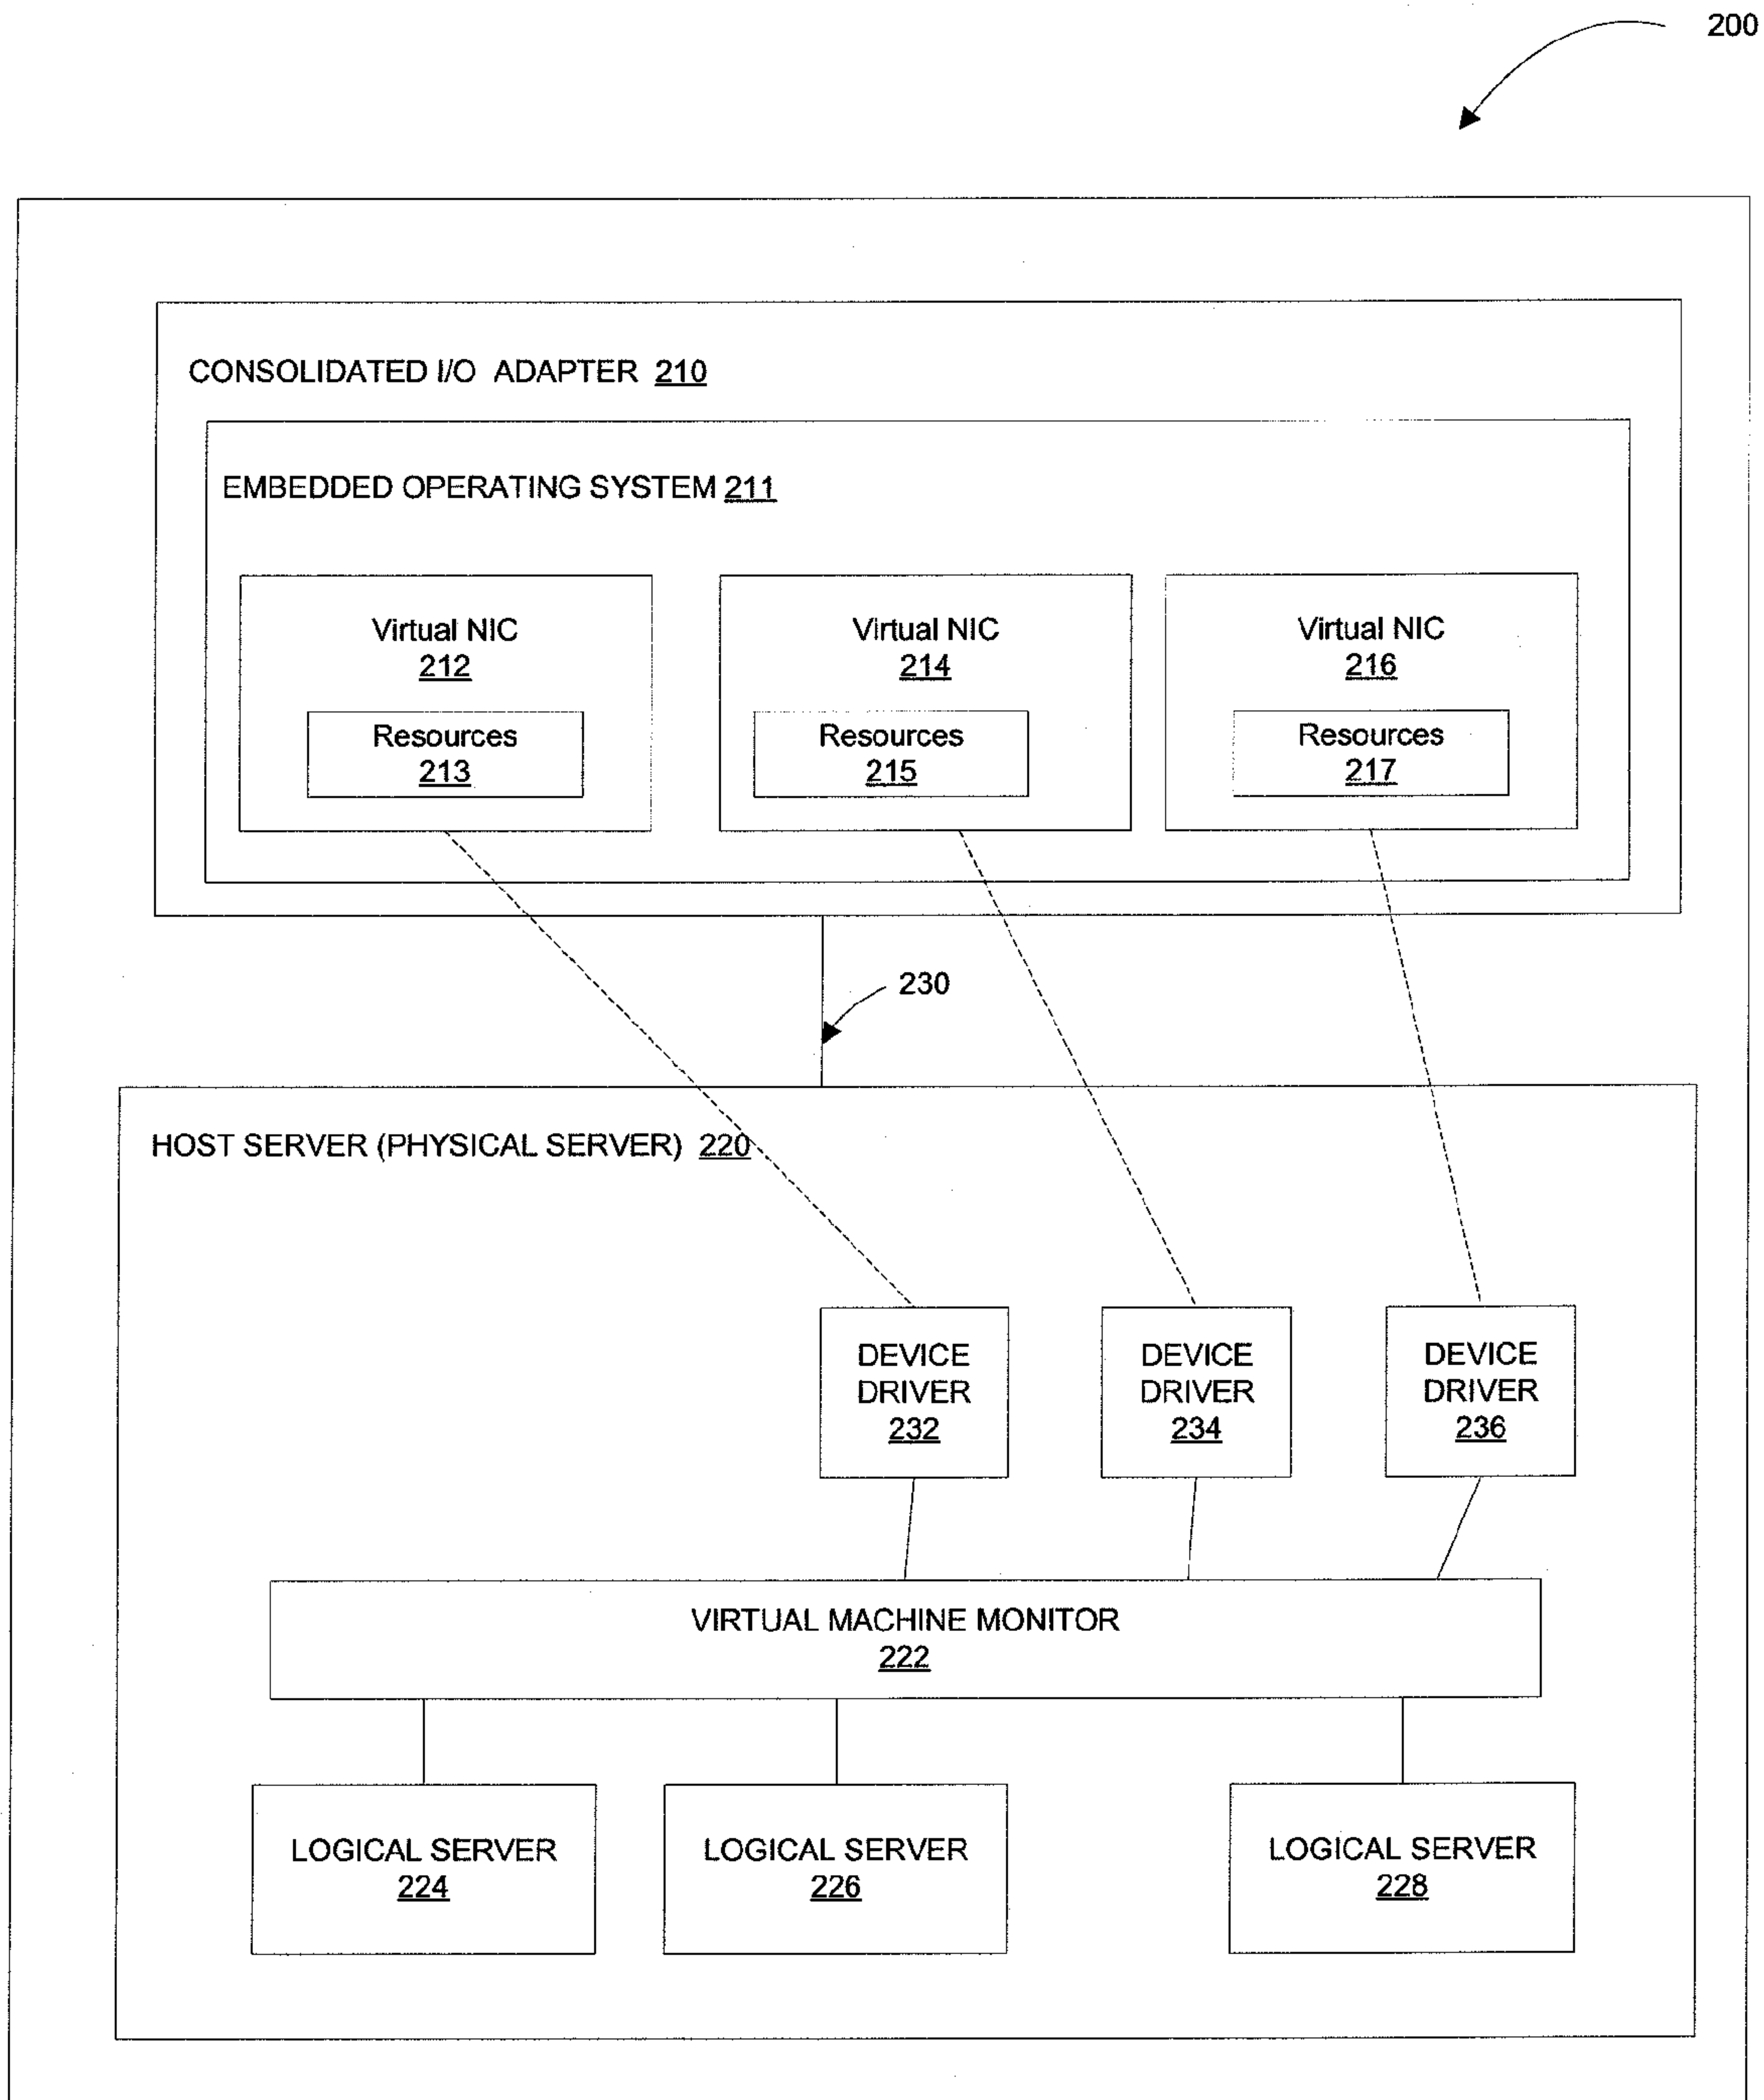 200
CONSOLIDATED I/O ADAPTER 210
EMBEDDED OPERATING SYSTEM 211
Virtual NIC
212
Resources
213
Virtual NIC
214
Resources
215
Virtual NIC
216
Resources
217
230
HOST SERVER (PHYSICAL SERVER) 220
DEVICE
DRIVER
232
DEVICE
DRIVER
234
DEVICE
DRIVER
236
VIRTUAL MACHINE MONITOR
222
LOGICAL SERVER
224
LOGICAL SERVER
226
LOGICAL SERVER
228